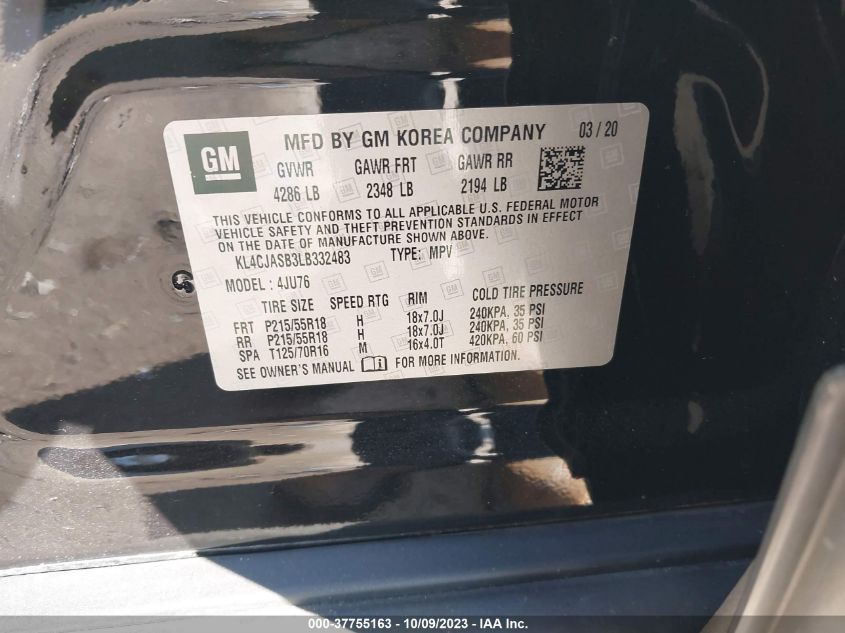 GM
MFD BY GM KOREA COMPANY 03 / 20
GVWR GAWR FRT GAWR RR
4286 LB 2348 LB 2194 LB
THIS VEHICLE CONFORMS TO ALL APPLICABLE U.S. FEDERAL MOTOR
VEHICLE SAFETY AND THEFT PREVENTION STANDARDS IN EFFECT
ON THE DATE OF MANUFACTURE SHOWN ABOVE.
KL4CJASB3LB332483 TYPE: MPV
MODEL : 4JU76
TIRE SIZE SPEED RTG RIM COLD TIRE PRESSURE
FRT P215/55R18 H 18x7.0J 240KPA, 35 PSI
RR P215/55R18 H 18x7.0J 240KPA, 35 PSI
SPA T125/70R16 M 16x4.0T 420KPA, 60 PSI
SEE OWNER'S MANUAL FOR MORE INFORMATION.
000-37755163 - 10/09/2023 - IAA Inc.